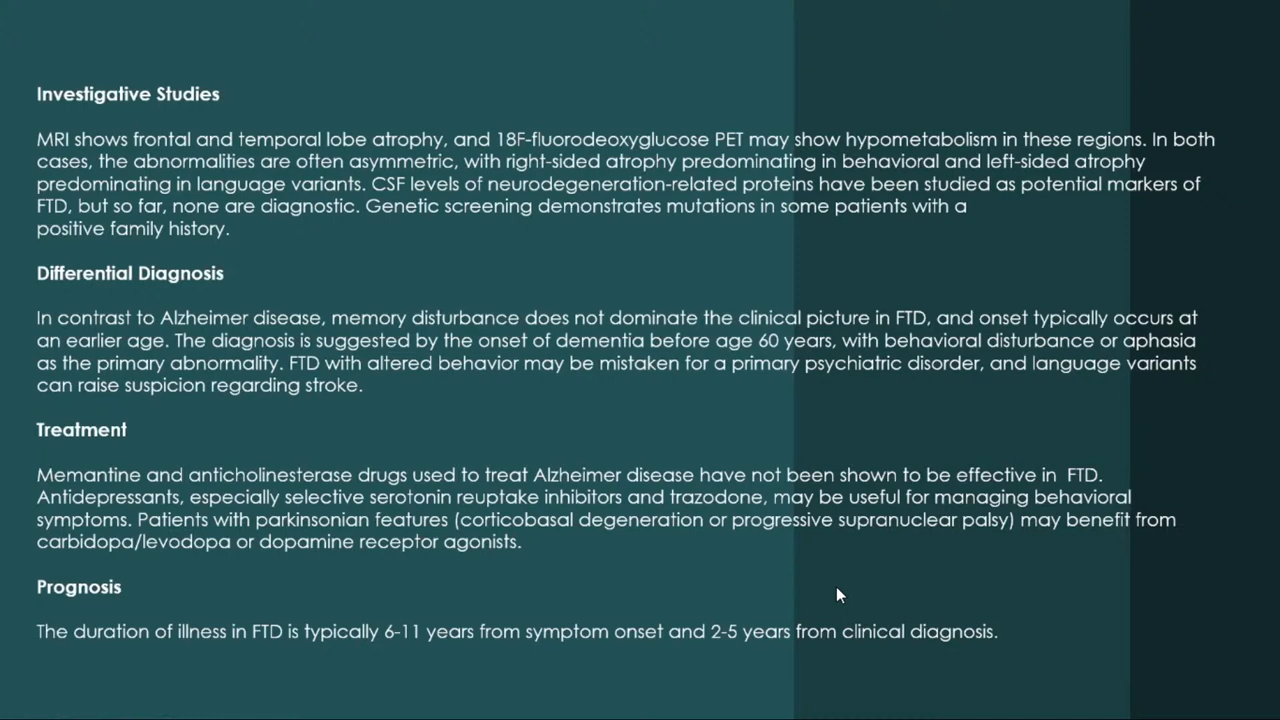 Investigative Studies
MRI shows frontal and temporal lobe atrophy, and 18F-fluorodeoxyglucose PET may show hypometabolism in these regions. In both
cases, the abnormalities are often asymmetric, with right-sided atrophy predominating in behavioral and left-sided atrophy
predominating in language variants. CSF levels of neurodegeneration-related proteins have been studied as potential markers of
FTD, but so far, none are diagnostic. Genetic screening demonstrates mutations in some patients with a
positive family history.
Differential Diagnosis
In contrast to Alzheimer disease, memory disturbance does not dominate the clinical picture in FTD, and onset typically occurs at
an earlier age. The diagnosis is suggested by the onset of dementia before age 60 years, with behavioral disturbance or aphasia
as the primary abnormality. FTD with altered behavior may be mistaken for a primary psychiatric disorder, and language variants
can raise suspicion regarding stroke.
Treatment
Memantine and anticholinesterase drugs used to treat Alzheimer disease have not been shown to be effective in  FTD.
Antidepressants, especially selective serotonin reuptake inhibitors and trazodone, may be useful for managing behavioral
symptoms. Patients with parkinsonian features (corticobasal degeneration or progressive supranuclear palsy) may benefit from
carbidopa/levodopa or dopamine receptor agonists.
Prognosis
The duration of illness in FTD is typically 6-11 years from symptom onset and 2-5 years from clinical diagnosis.